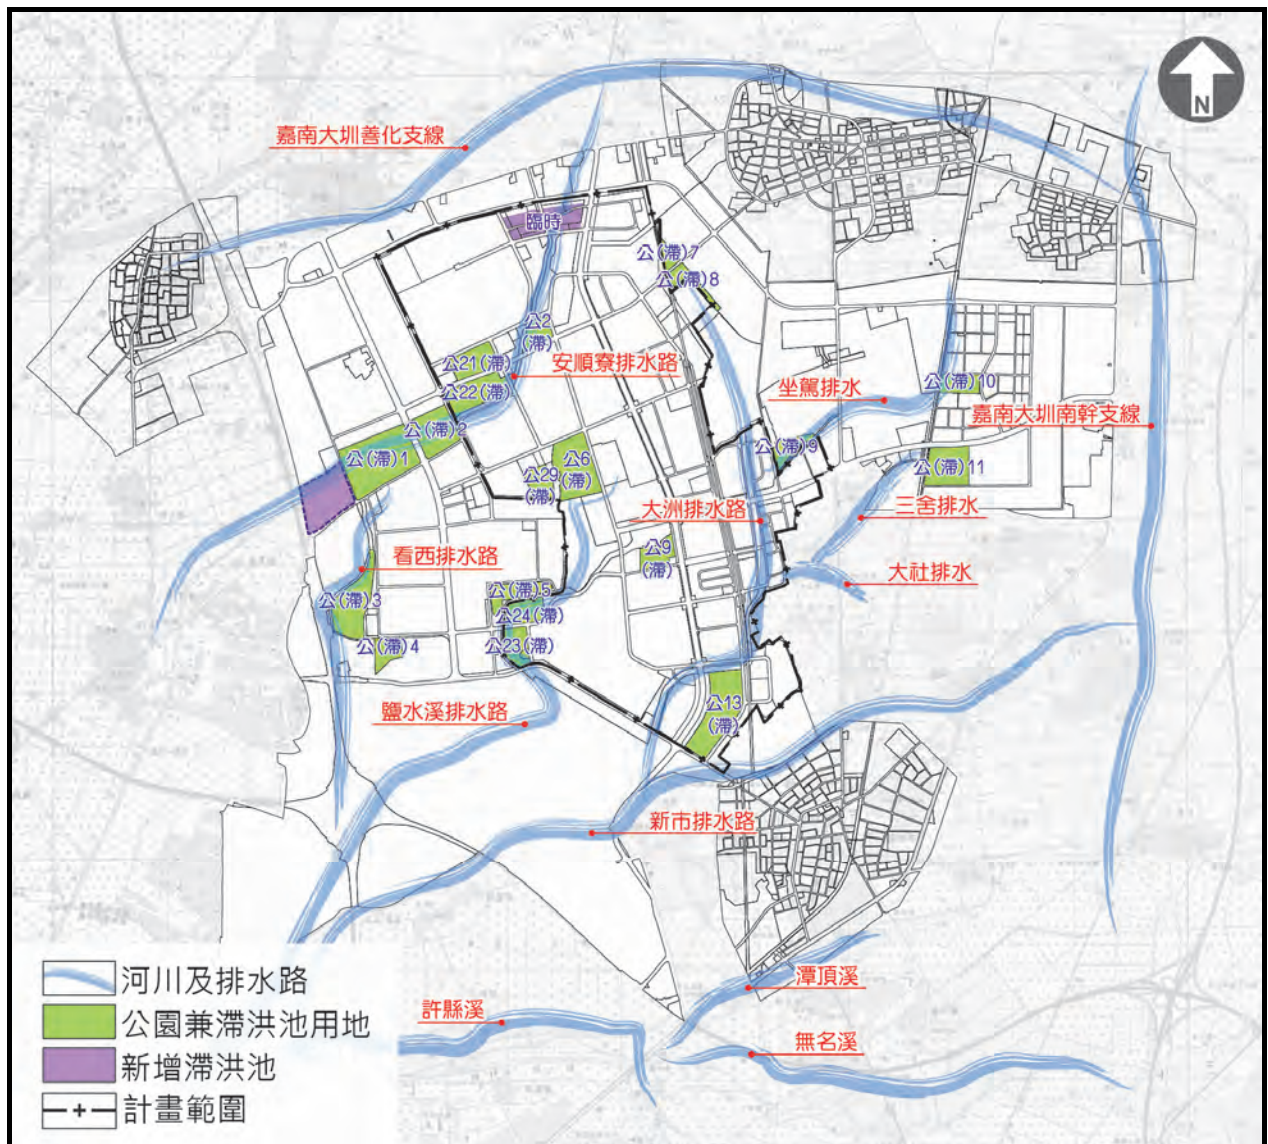 N
嘉南大圳善化支線
臨時
公(滯)7
公(滯)8
公2
(滯)
公21(滯)
安順寮排水路
公22(滯)
坐駕排水
公(滯)10
嘉南大圳南幹支線
公(滯)2
公(滯)1
公(滯)9
公6
(滯)
公29
(滯)
公(滯)11
大洲排水路
三舍排水
看西排水路
公9
(滯)
大社排水
公(滯)5
公(滯)3
公24(滯)
公(滯)4
公23(滯)
鹽水溪排水路
公13
(滯)
新市排水路
潭頂溪
許縣溪
無名溪
河川及排水路
公園兼滯洪池用地
新增滯洪池
計畫範圍